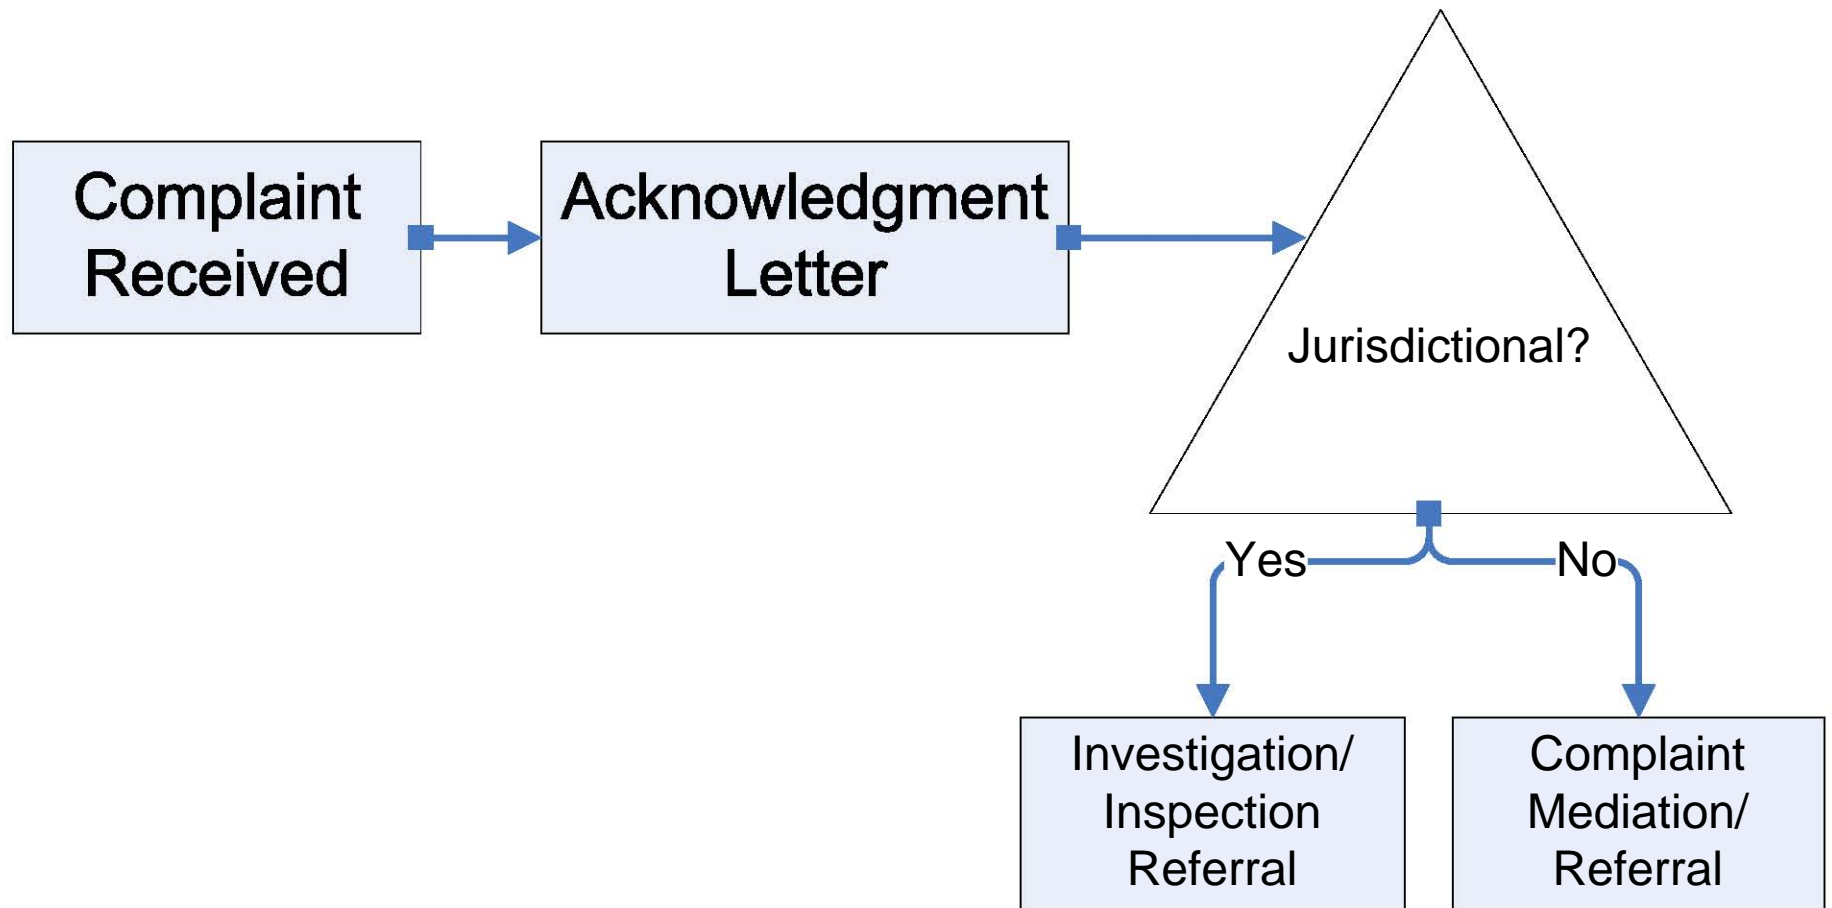 Complaint
Received
Acknowledgment
Letter
Jurisdictional?
Yes
No
Investigation/
Inspection
Referral
Complaint
Mediation/
Referral